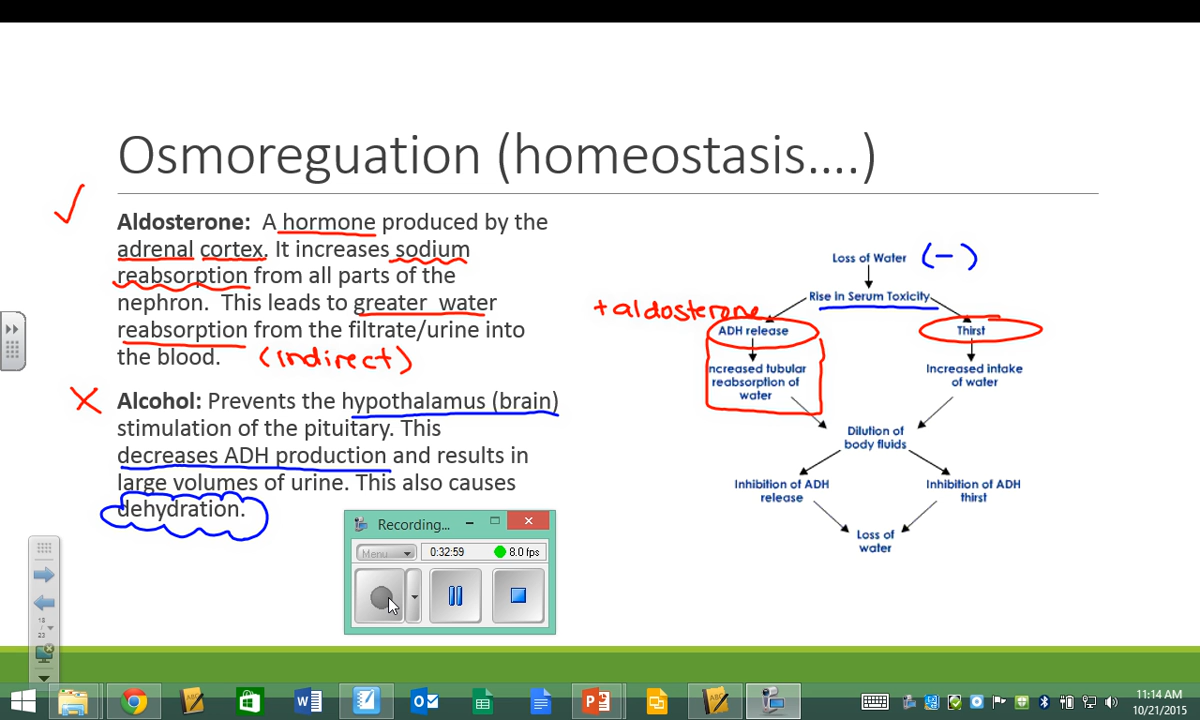 Osmoreguation (homeostasis....)
Aldosterone: A hormone produced by the
adrenal cortex. It increases sodium
reabsorption from all parts of the
nephron. This leads to greater water
reabsorption from the filtrate/urine into
the blood.
(indirect)
Alcohol: Prevents the hypothalamus (brain)
stimulation of the pituitary. This
decreases ADH production and results in
large volumes of urine. This also causes
dehydration.
Loss of Water
(-)
Rise in Serum Toxicity
+aldosterone
ADH release
Thirst
ncreased tubular
reabsorption of
water
Increased intake
of water
Dilution of
body fluids
Inhibition of ADH
release
Inhibition of ADH
thirst
Loss of
water
Recording...
Menu
0:32:59
8.0 fps
13
/
23
11:14 AM
10/21/2015